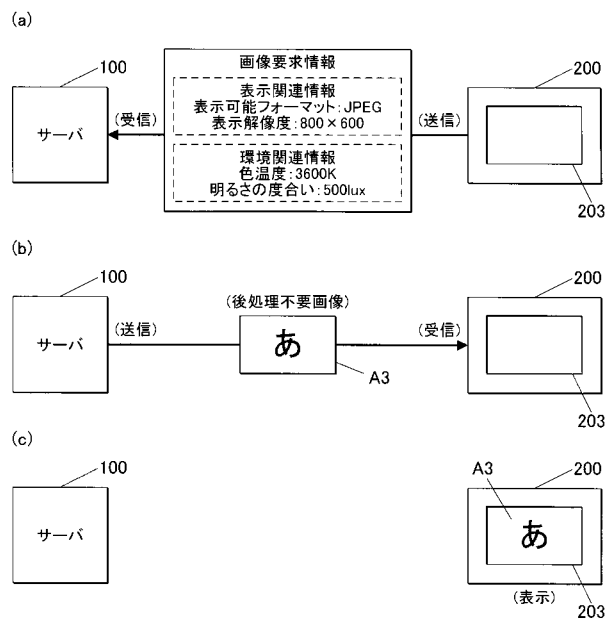 (a)
100
サーバ
(受信)
画像要求情報
表示関連情報
表示可能フォーマット:JPEG
表示解像度:800×600
環境関連情報
色温度:3600K
明るさの度合い:500lux
(送信)
200
203
(b)
100
サーバ
(送信)
(後処理不要画像)
あ
A3
(受信)
200
203
(c)
100
サーバ
A3
200
あ
203
(表示)